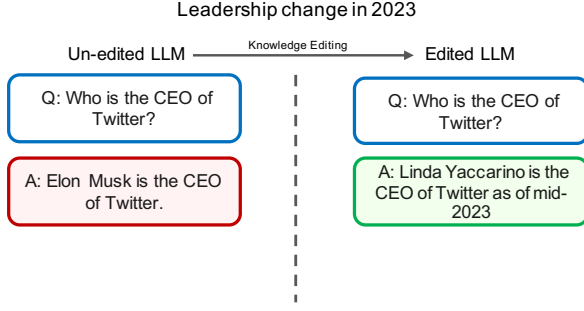 Leadership change in 2023
Un-edited LLM
Knowledge Editing
Edited LLM
Q: Who is the CEO of
Twitter?
Q: Who is the CEO of
Twitter?
A: Elon Musk is the CEO
of Twitter.
A: Linda Yaccarino is the
CEO of Twitter as of mid-
2023